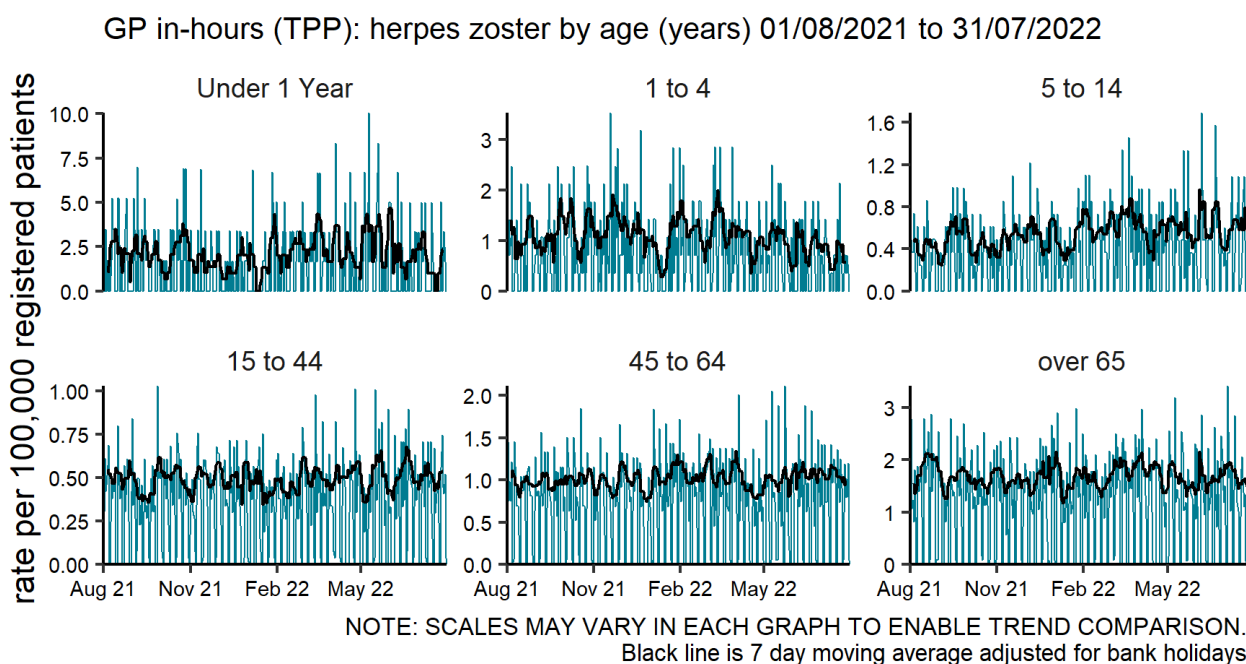 GP in-hours (TPP): herpes zoster by age (years) 01/08/2021 to 31/07/2022
rate per 100,000 registered patients
Under 1 Year
10.0
7.5
5.0
2.5
0.0
1 to 4
3
2
1
0
5 to 14
1.6
1.2
0.8
0.4
0.0
15 to 44
1.00
0.75
0.50
0.25
0.00
Aug 21 Nov 21 Feb 22 May 22
45 to 64
2.0
1.5
1.0
0.5
0.0
Aug 21 Nov 21 Feb 22 May 22
over 65
3
2
1
0
Aug 21 Nov 21 Feb 22 May 22
NOTE: SCALES MAY VARY IN EACH GRAPH TO ENABLE TREND COMPARISON.
Black line is 7 day moving average adjusted for bank holidays